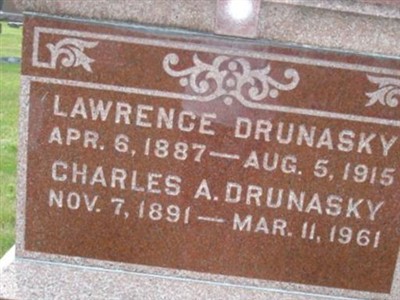 LAWRENCE DRUNASKY
APR. 6, 1887 — AUG. 5, 1915
CHARLES A. DRUNASKY
NOV. 7, 1891 — MAR. 11, 1961